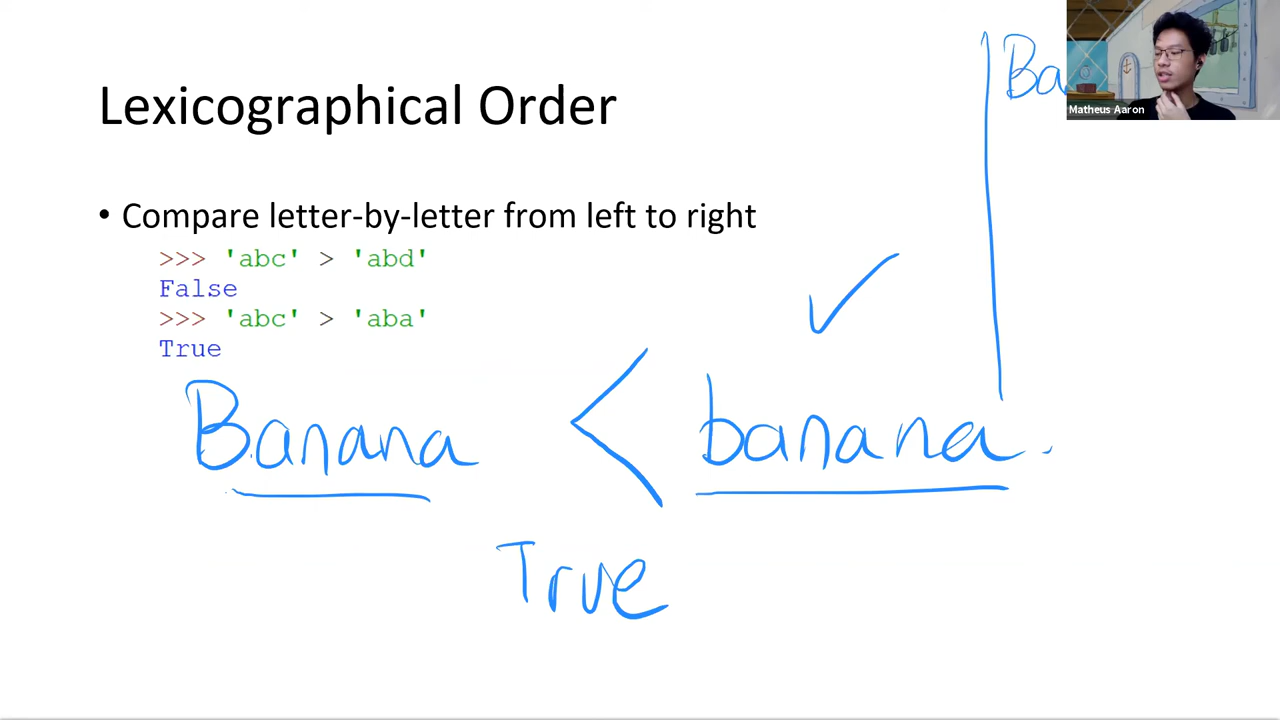 Lexicographical Order
Ba
Matheus Aaron
• Compare letter-by-letter from left to right
>>> 'abc' > 'abd'
False
>>> 'abc' > 'aba'
True
Banana < banana.
True